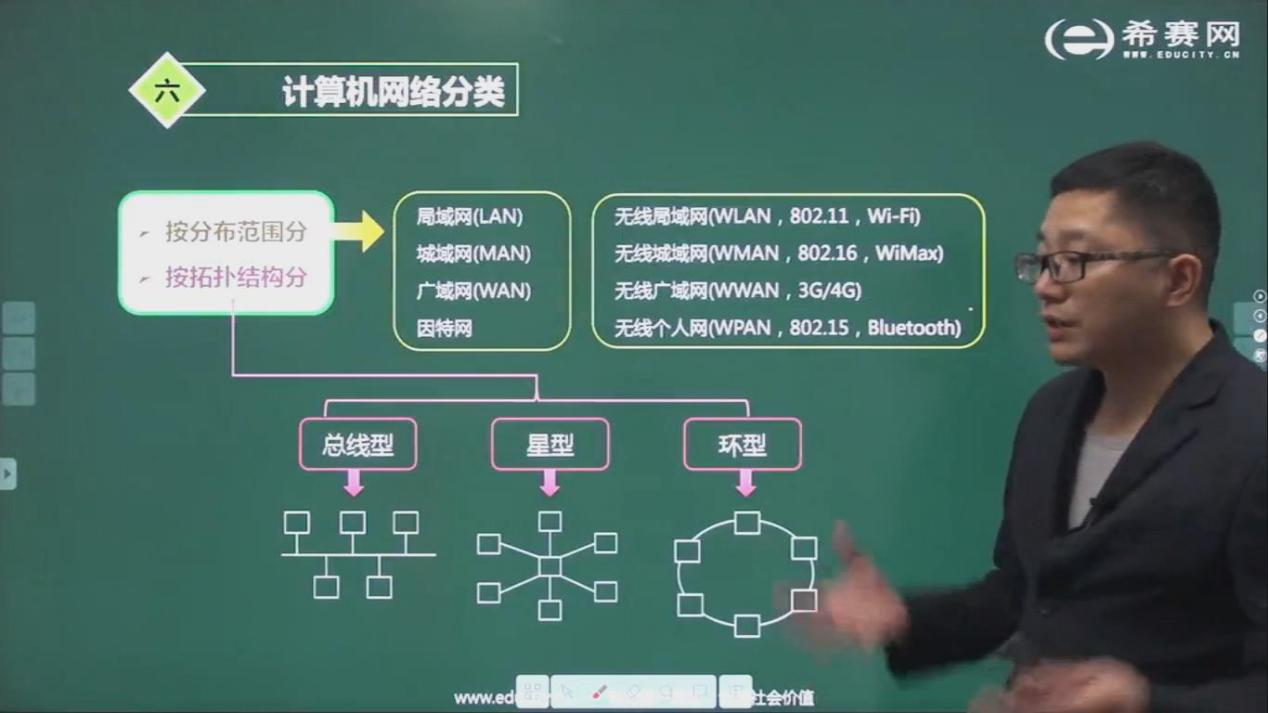 希赛网
WWW.EDUCITY.CN
六
计算机网络分类
按分布范围分
按拓扑结构分
局域网(LAN)
城域网(MAN)
广域网(WAN)
因特网
无线局域网(WLAN，802.11，Wi-Fi)
无线城域网(WMAN，802.16，WiMax)
无线广域网(WWAN，3G/4G)
无线个人网(WPAN，802.15，Bluetooth)
总线型
星型
环型
www.edu
社会价值